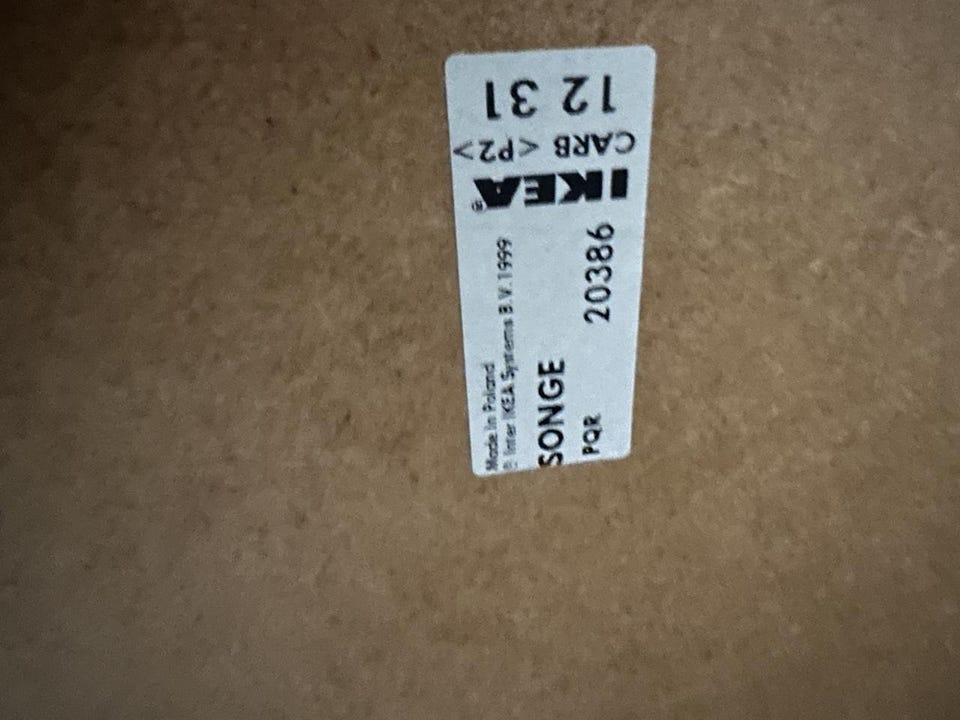 12 31
CARB <P2>
IKEA®
Made in Poland
© Inter IKEA Systems B.V. 1999
SONGE
PQR 20386